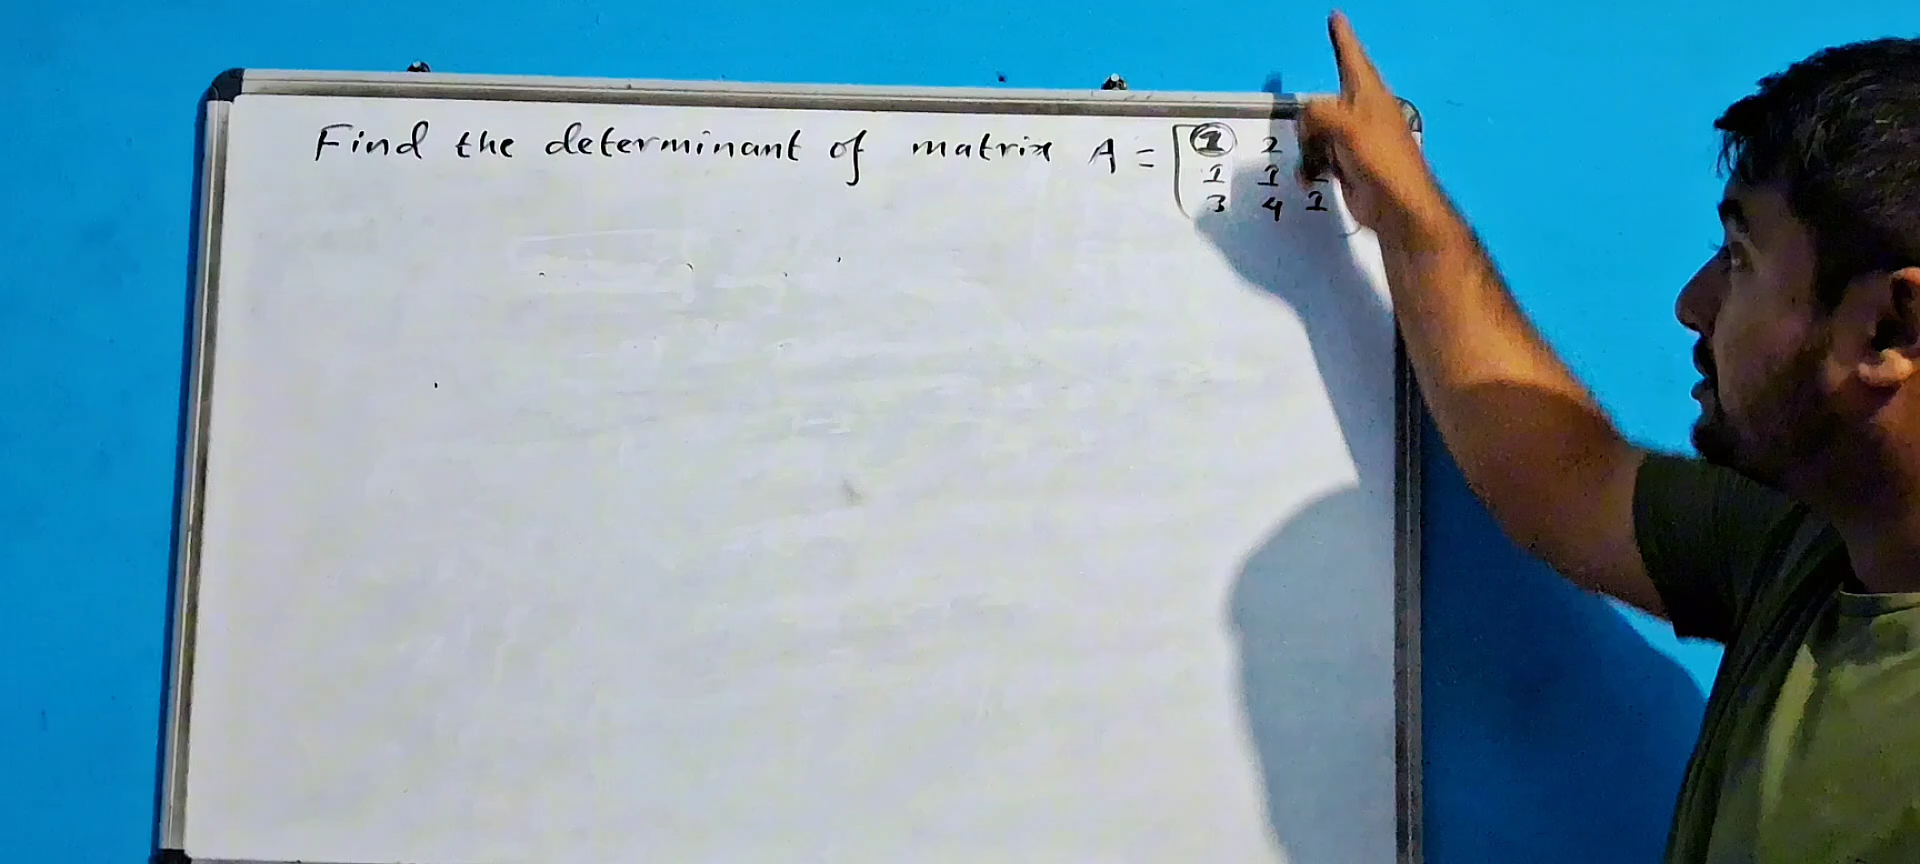 Find the determinant of matrix A = [1 2
1 1
3 4 1